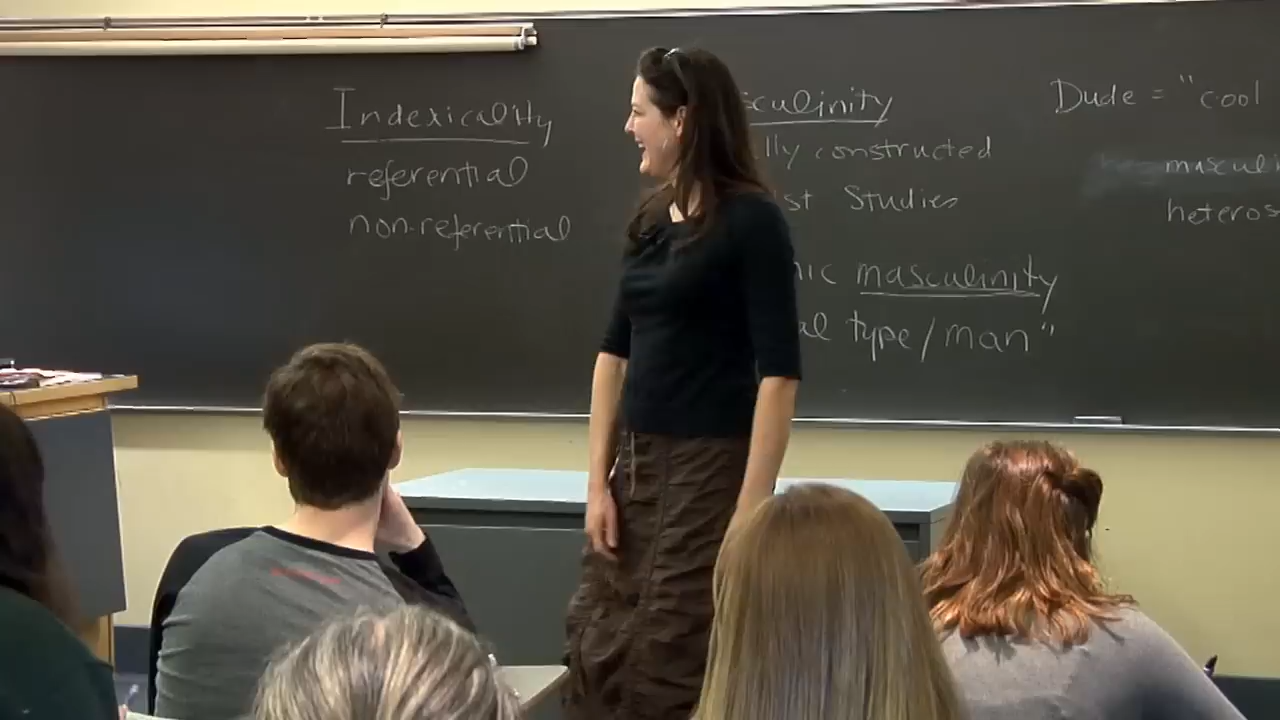 Indexicality
referential
non-referential
sculinity
lly constructed
st Studies
nic masculinity
al type/man"
Dude = "cool
masculi
heteros